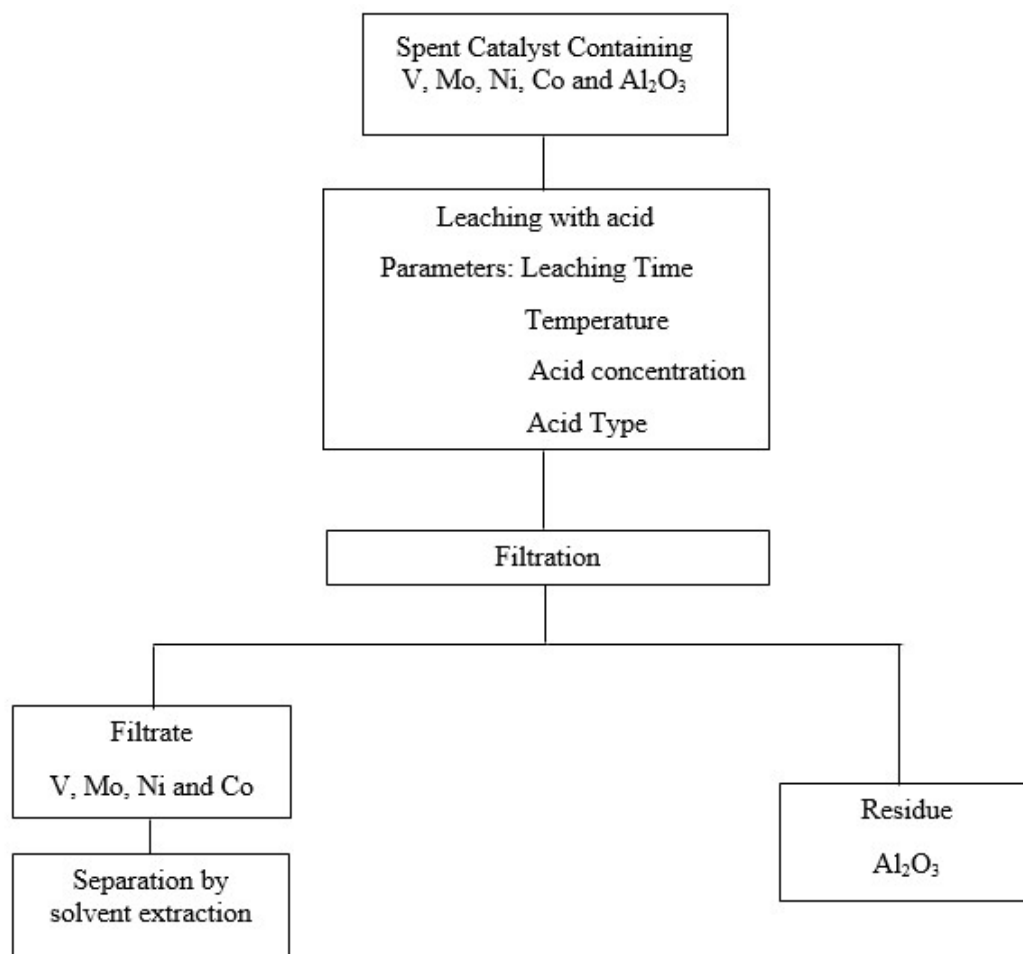 Spent Catalyst Containing
V, Mo, Ni, Co and Al₂O₃
Leaching with acid
Parameters: Leaching Time
Temperature
Acid concentration
Acid Type
Filtration
Filtrate
V, Mo, Ni and Co
Separation by
solvent extraction
Residue
Al₂O₃